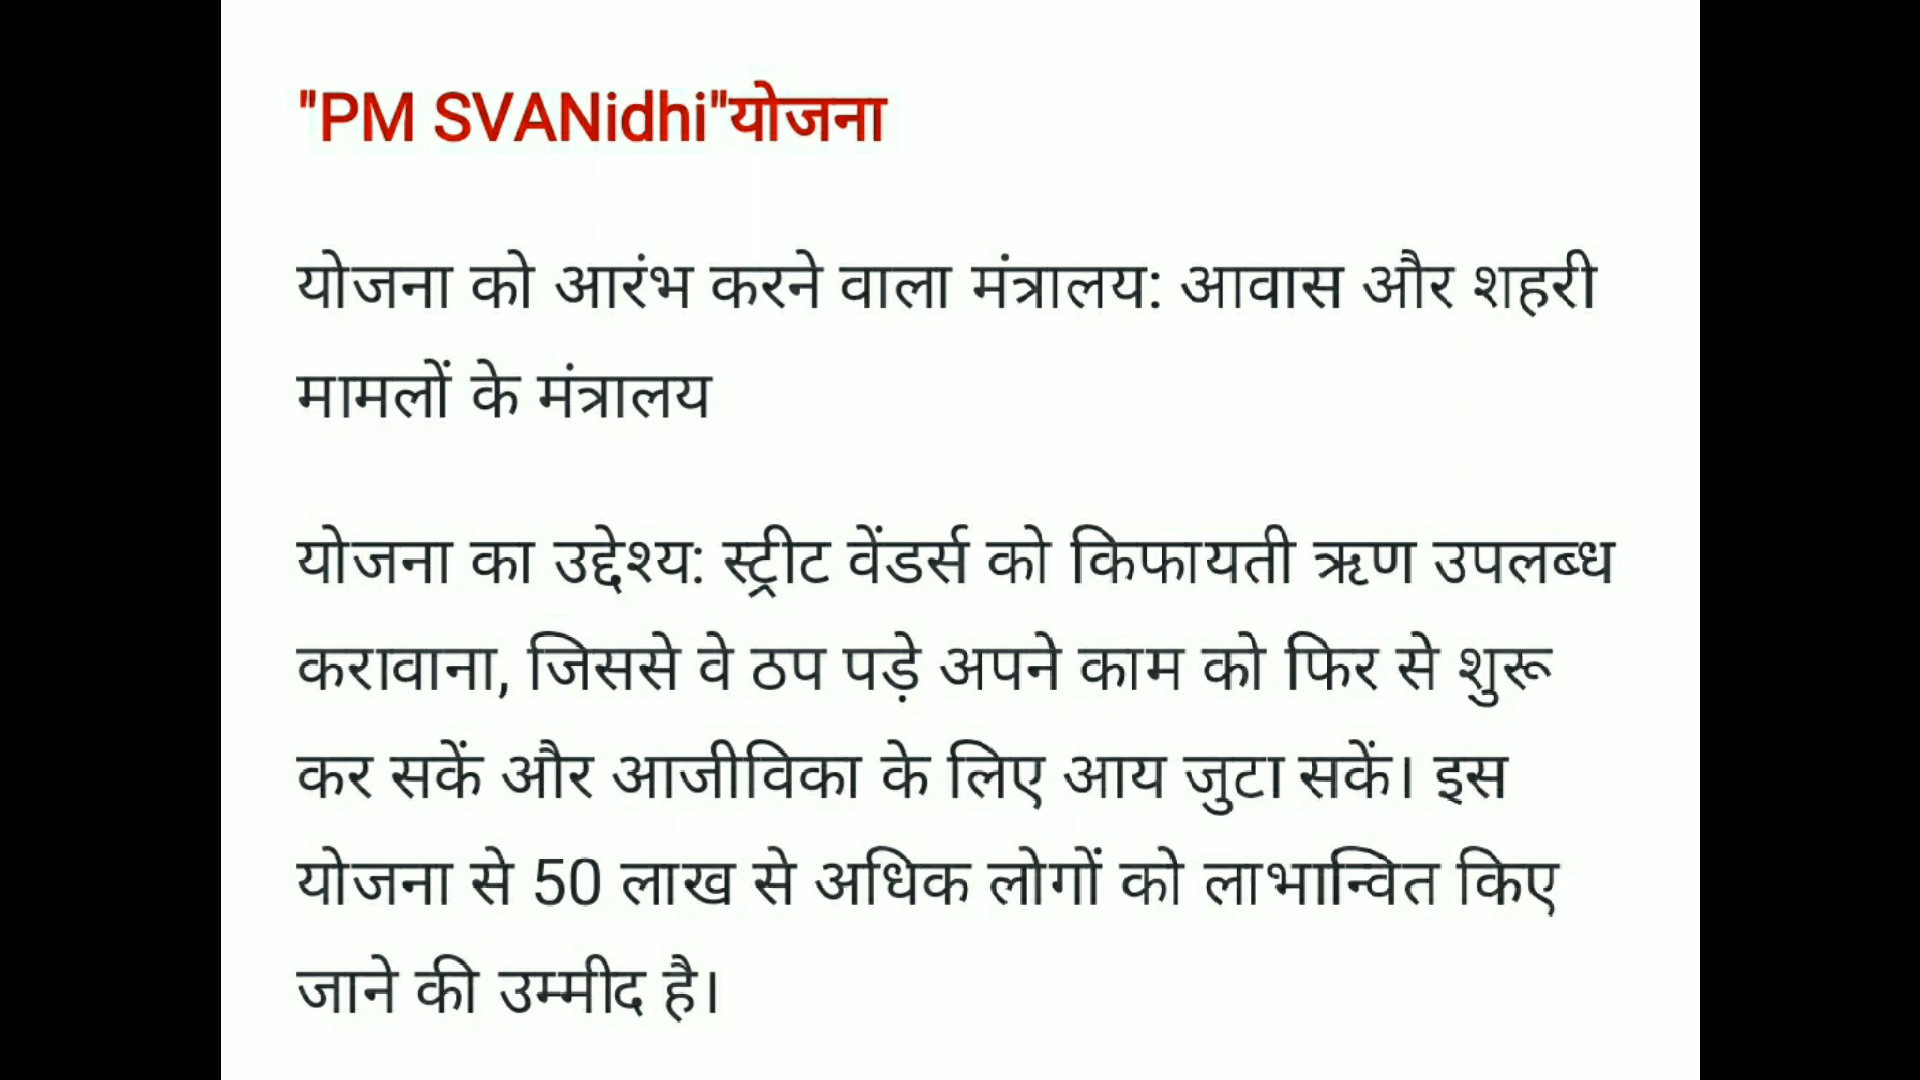 "PM SVANidhi"योजना
योजना को आरंभ करने वाला मंत्रालय: आवास और शहरी
मामलों के मंत्रालय
योजना का उद्देश्य: स्ट्रीट वेंडर्स को किफायती ऋण उपलब्ध
करावाना, जिससे वे ठप पड़े अपने काम को फिर से शुरू
कर सकें और आजीविका के लिए आय जुटा सकें। इस
योजना से 50 लाख से अधिक लोगों को लाभान्वित किए
जाने की उम्मीद है।